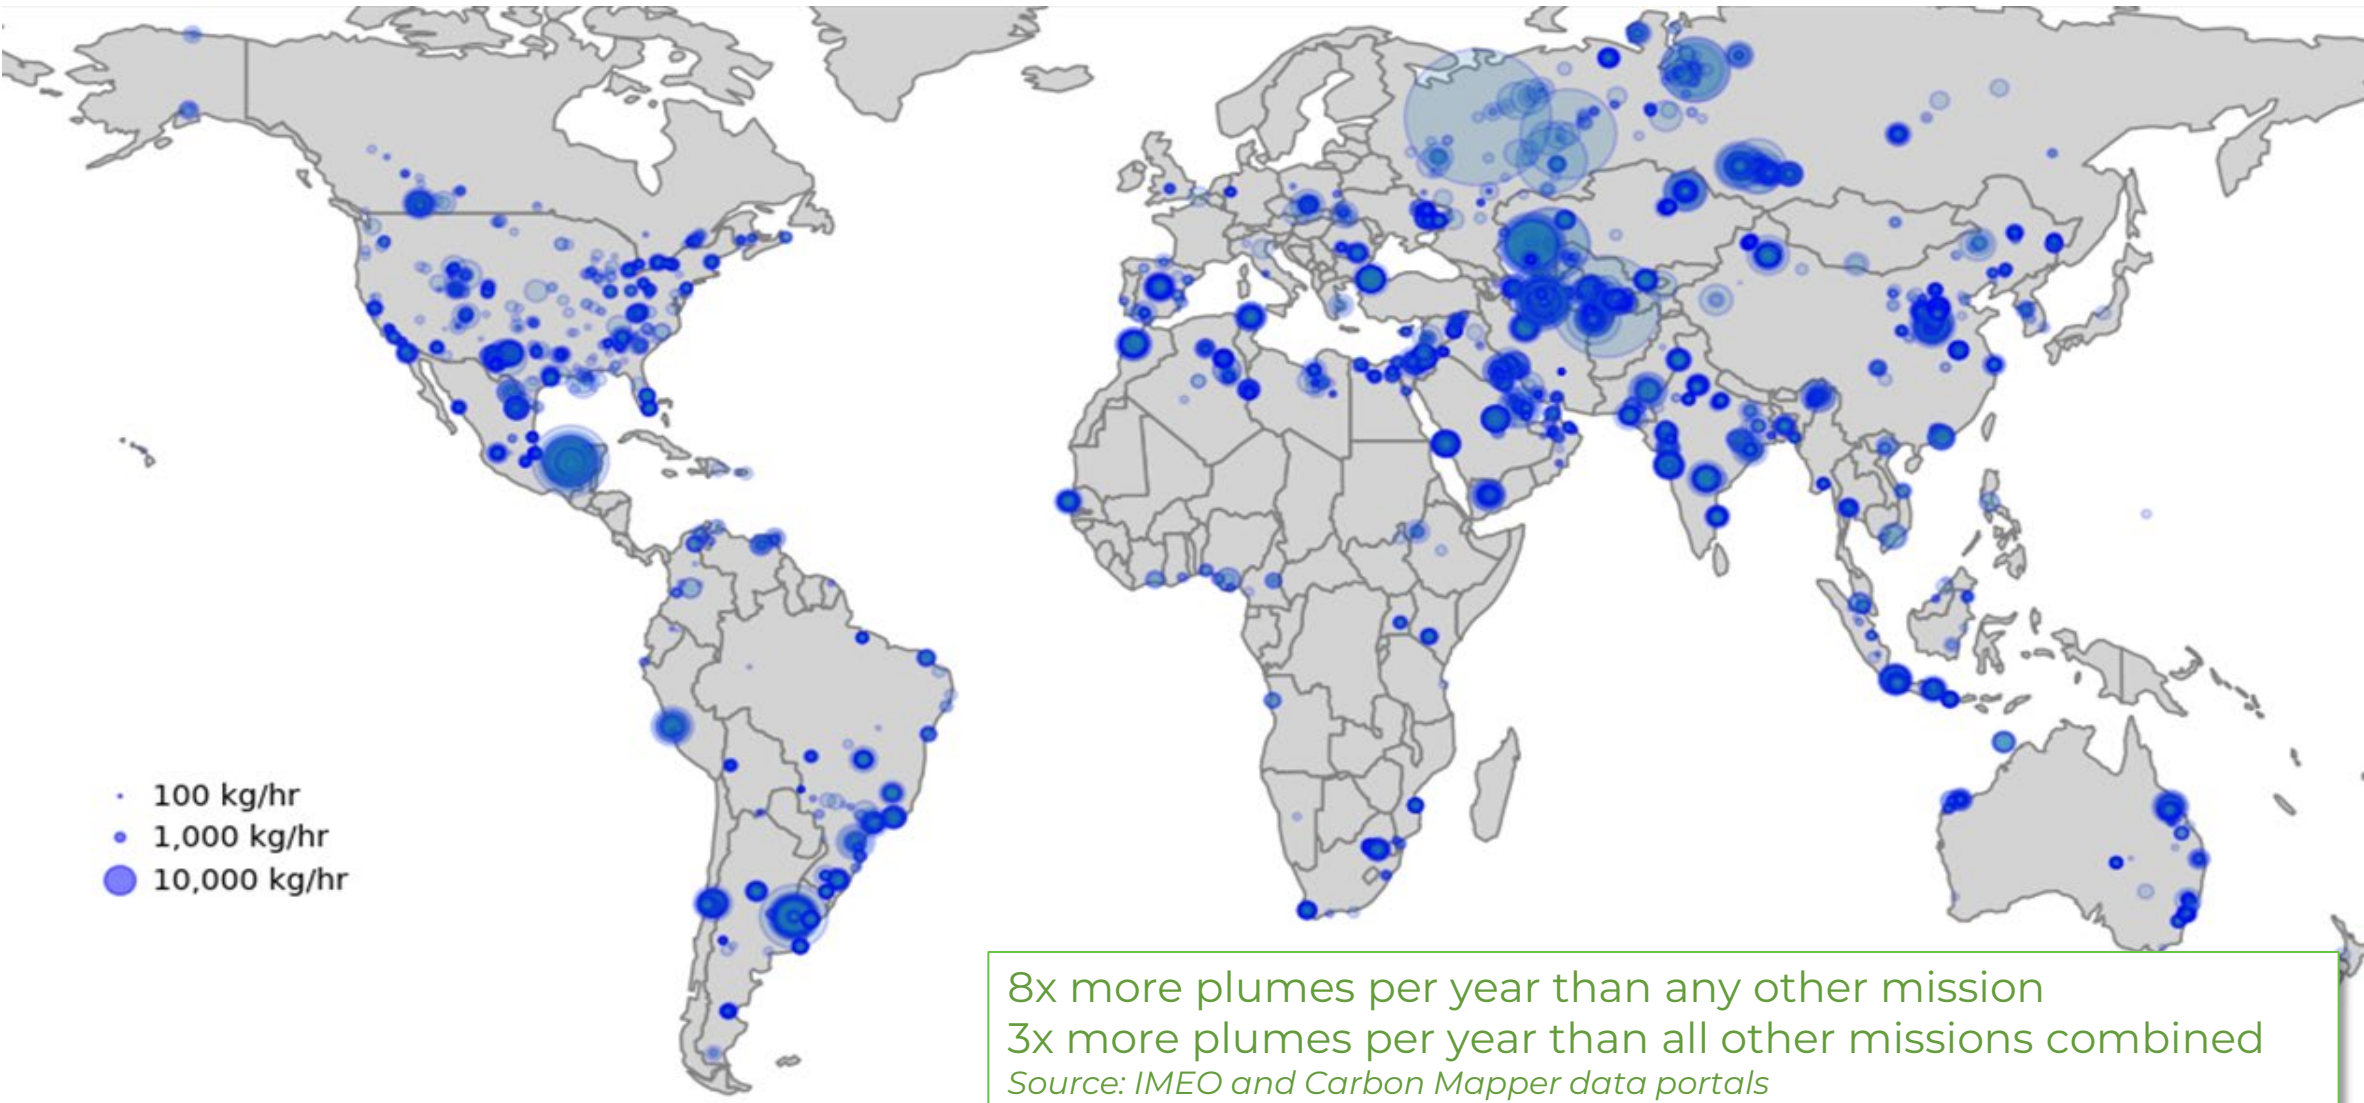 100 kg/hr
1,000 kg/hr
10,000 kg/hr
8x more plumes per year than any other mission
3x more plumes per year than all other missions combined
Source: IMEO and Carbon Mapper data portals